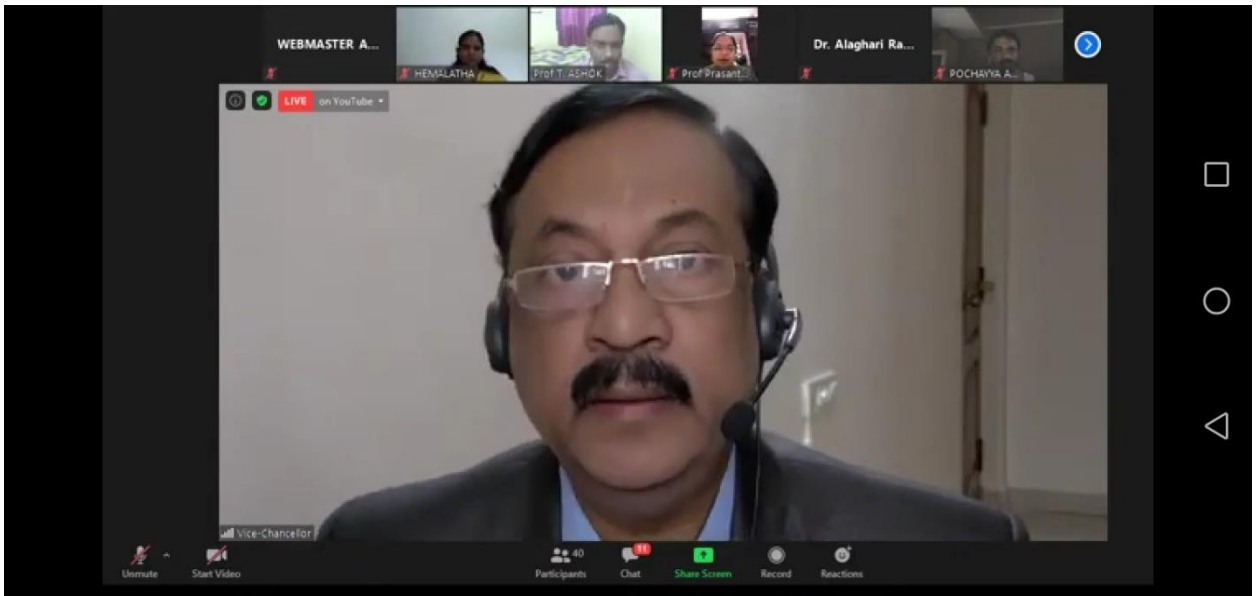 WEBMASTER A...
HEMALATHA
Prof T. ASHOK
Prof Prasant...
Dr. Alaghari Ra...
POCHAYYA A...
LIVE on YouTube
Vice-Chancellor
Unmute
Start Video
40
Participants
11
Chat
Share Screen
Record
Reactions